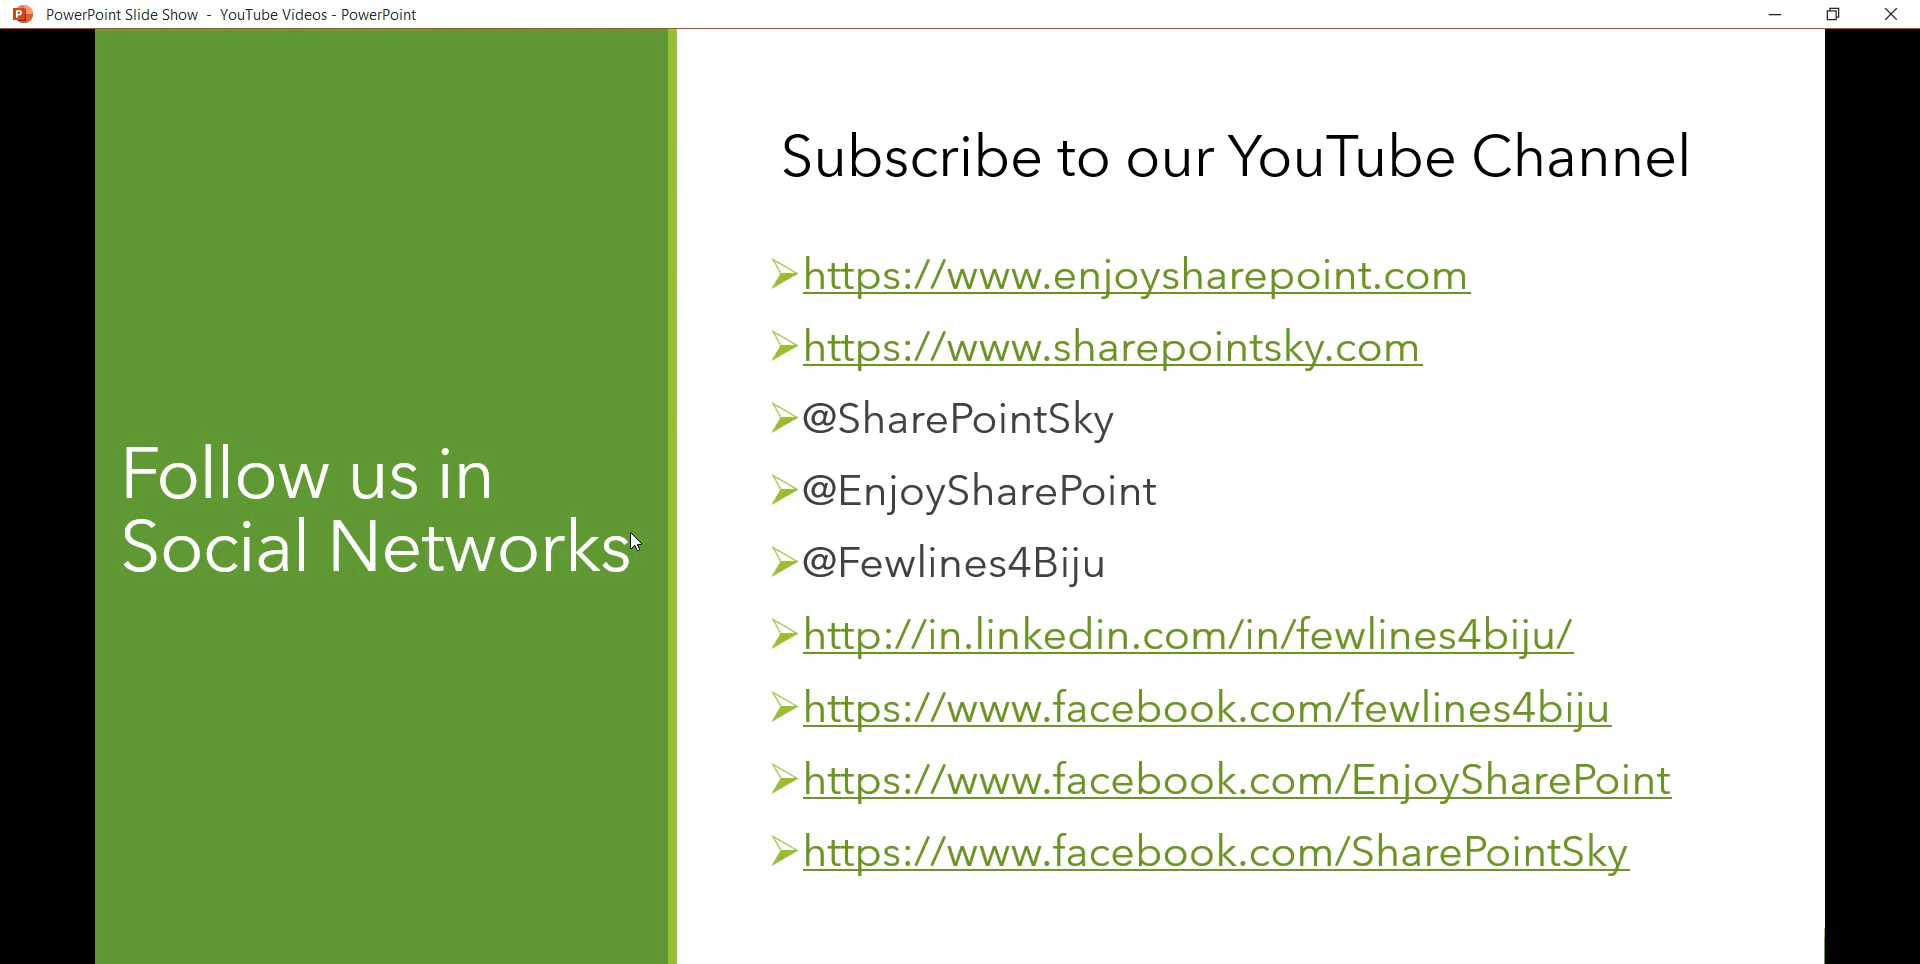 PowerPoint Slide Show - YouTube Videos - PowerPoint
Follow us in
Social Networks
Subscribe to our YouTube Channel
https://www.enjoysharepoint.com
https://www.sharepointsky.com
@SharePointSky
@EnjoySharePoint
@Fewlines4Biju
http://in.linkedin.com/in/fewlines4biju/
https://www.facebook.com/fewlines4biju
https://www.facebook.com/EnjoySharePoint
https://www.facebook.com/SharePointSky